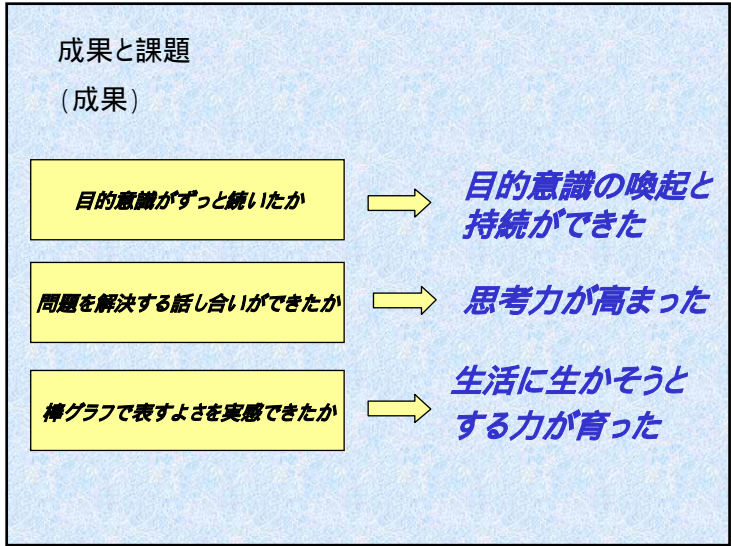 成果と課題
(成果)
目的意識がずっと続いたか
目的意識の喚起と
持続ができた
問題を解決する話し合いができたか
思考力が高まった
棒グラフで表すよさを実感できたか
生活に生かそうと
する力が育った